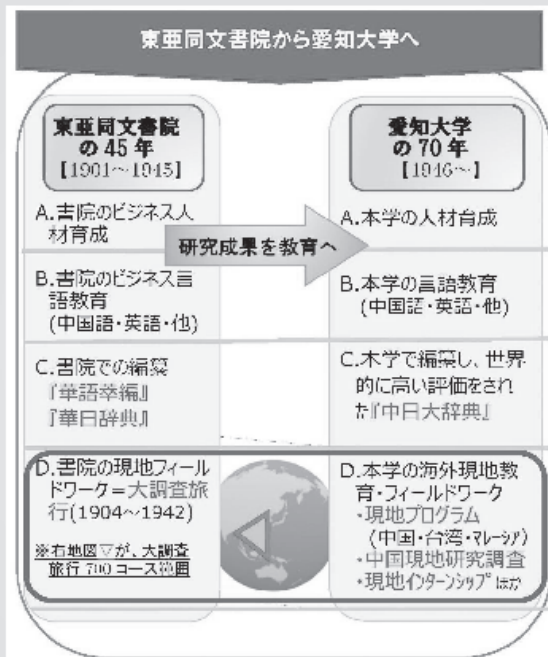 東亜同文書院から愛知大学へ
東亜同文書院
の 45 年
【1901～1945】
A.書院のビジネス人
材育成
B.書院のビジネス言
語教育
(中国語・英語・他)
C.書院での編纂
『華語萃編』
『華日辞典』
D.書院の現地フィール
ドワーク=大調査旅
行(1904～1942)
※右地図▽が、大調査
旅行 700 コース範囲
研究成果を教育へ
愛知大学
の 70 年
【1946～】
A.本学の人材育成
B.本学の言語教育
(中国語・英語・他)
C.本学で編纂し、世界
的に高い評価をされ
た『中日大辞典』
D.本学の海外現地教
育・フィールドワーク
・現地プログラム
(中国・台湾・マレーシア)
・中国現地研究調査
・現地インターンシップ ほか